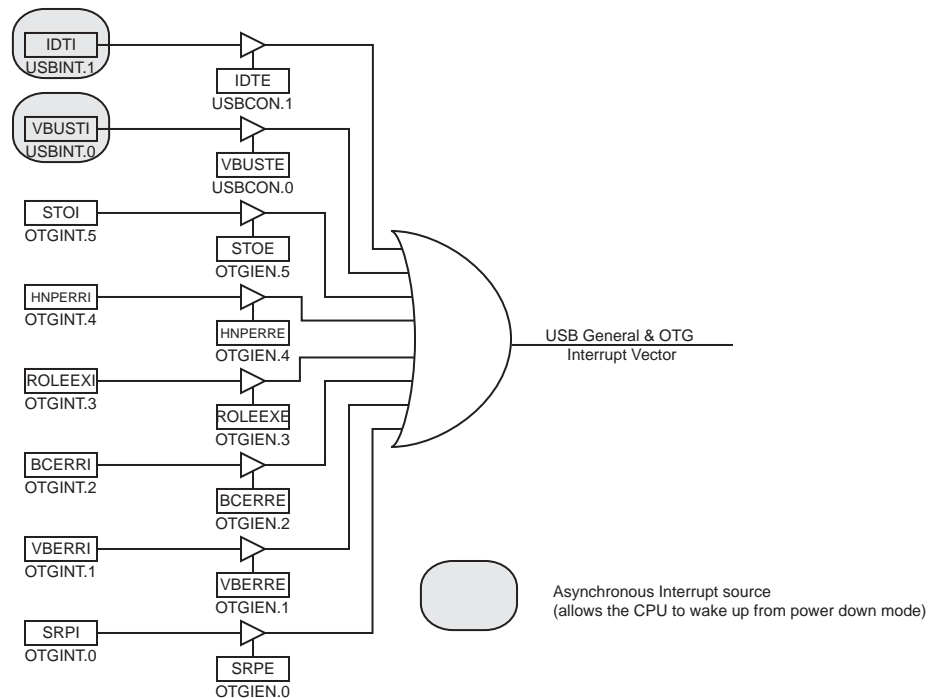 IDTI
USBINT.1
IDTE
USBCON.1
VBUSTI
USBINT.0
VBUSTE
USBCON.0
STOI
OTGINT.5
STOE
OTGIEN.5
HNPERRI
OTGINT.4
HNPERRE
OTGIEN.4
ROLEEXI
OTGINT.3
ROLEEXE
OTGIEN.3
BCERRI
OTGINT.2
BCERRE
OTGIEN.2
VBERRI
OTGINT.1
VBERRE
OTGIEN.1
SRPI
OTGINT.0
SRPE
OTGIEN.0
USB General & OTG
Interrupt Vector
Asynchronous Interrupt source
(allows the CPU to wake up from power down mode)